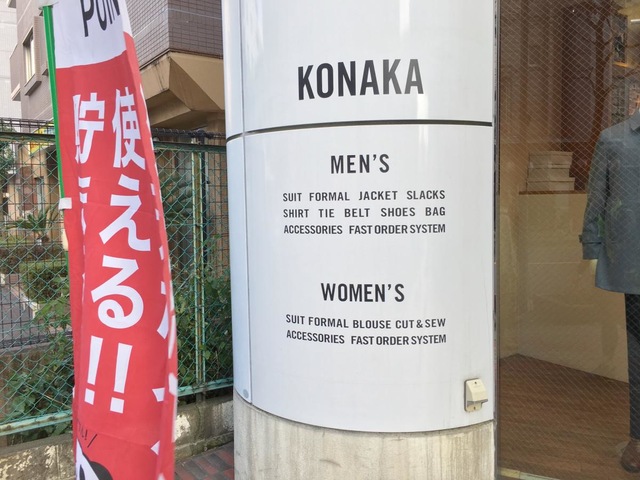 KONAKA
MEN'S
SUIT FORMAL JACKET SLACKS
SHIRT TIE BELT SHOES BAG
ACCESSORIES FAST ORDER SYSTEM
WOMEN'S
SUIT FORMAL BLOUSE CUT & SEW
ACCESSORIES FAST ORDER SYSTEM
使える!!
貯